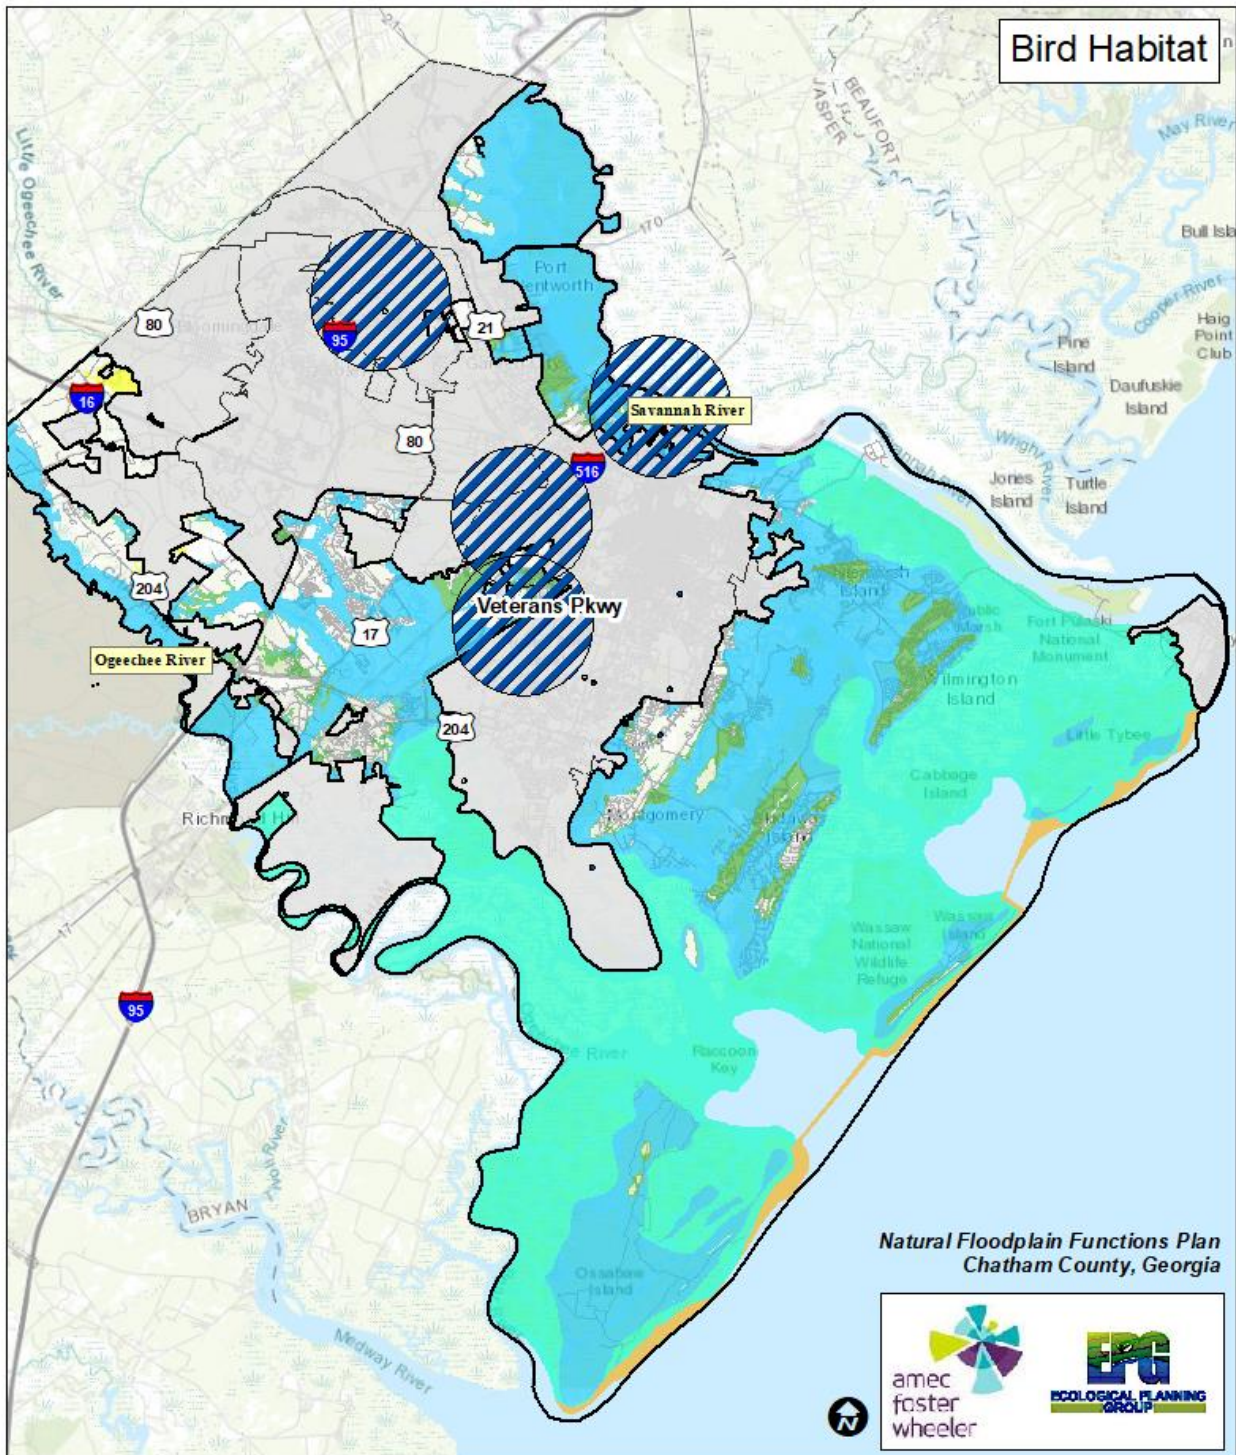 Bird Habitat
BEAUFORT
JASPER
May River
Little Ogeechee River
170
17
Bull Isla
Port
entworth
Cooper River
80
21
95
Haig
Point
Club
Pine
Island
Daufuskie
Island
16
Savannah River
80
516
Wright River
Jones
Island
Turtle
Island
204
Veterans Pkwy
17
Ogeechee River
Fort Pulaski
National
Monument
Wilmington
Island
204
Little Tybee
Cabbage
Island
Montgomery
Wassaw
Island
Wassaw
National
Wildlife
Refuge
17
95
Raccoon
Key
BRYAN
Ossabaw
Island
Medway River
Natural Floodplain Functions Plan
Chatham County, Georgia
amec
foster
wheeler
EPG
ECOLOGICAL PLANNING
GROUP
N